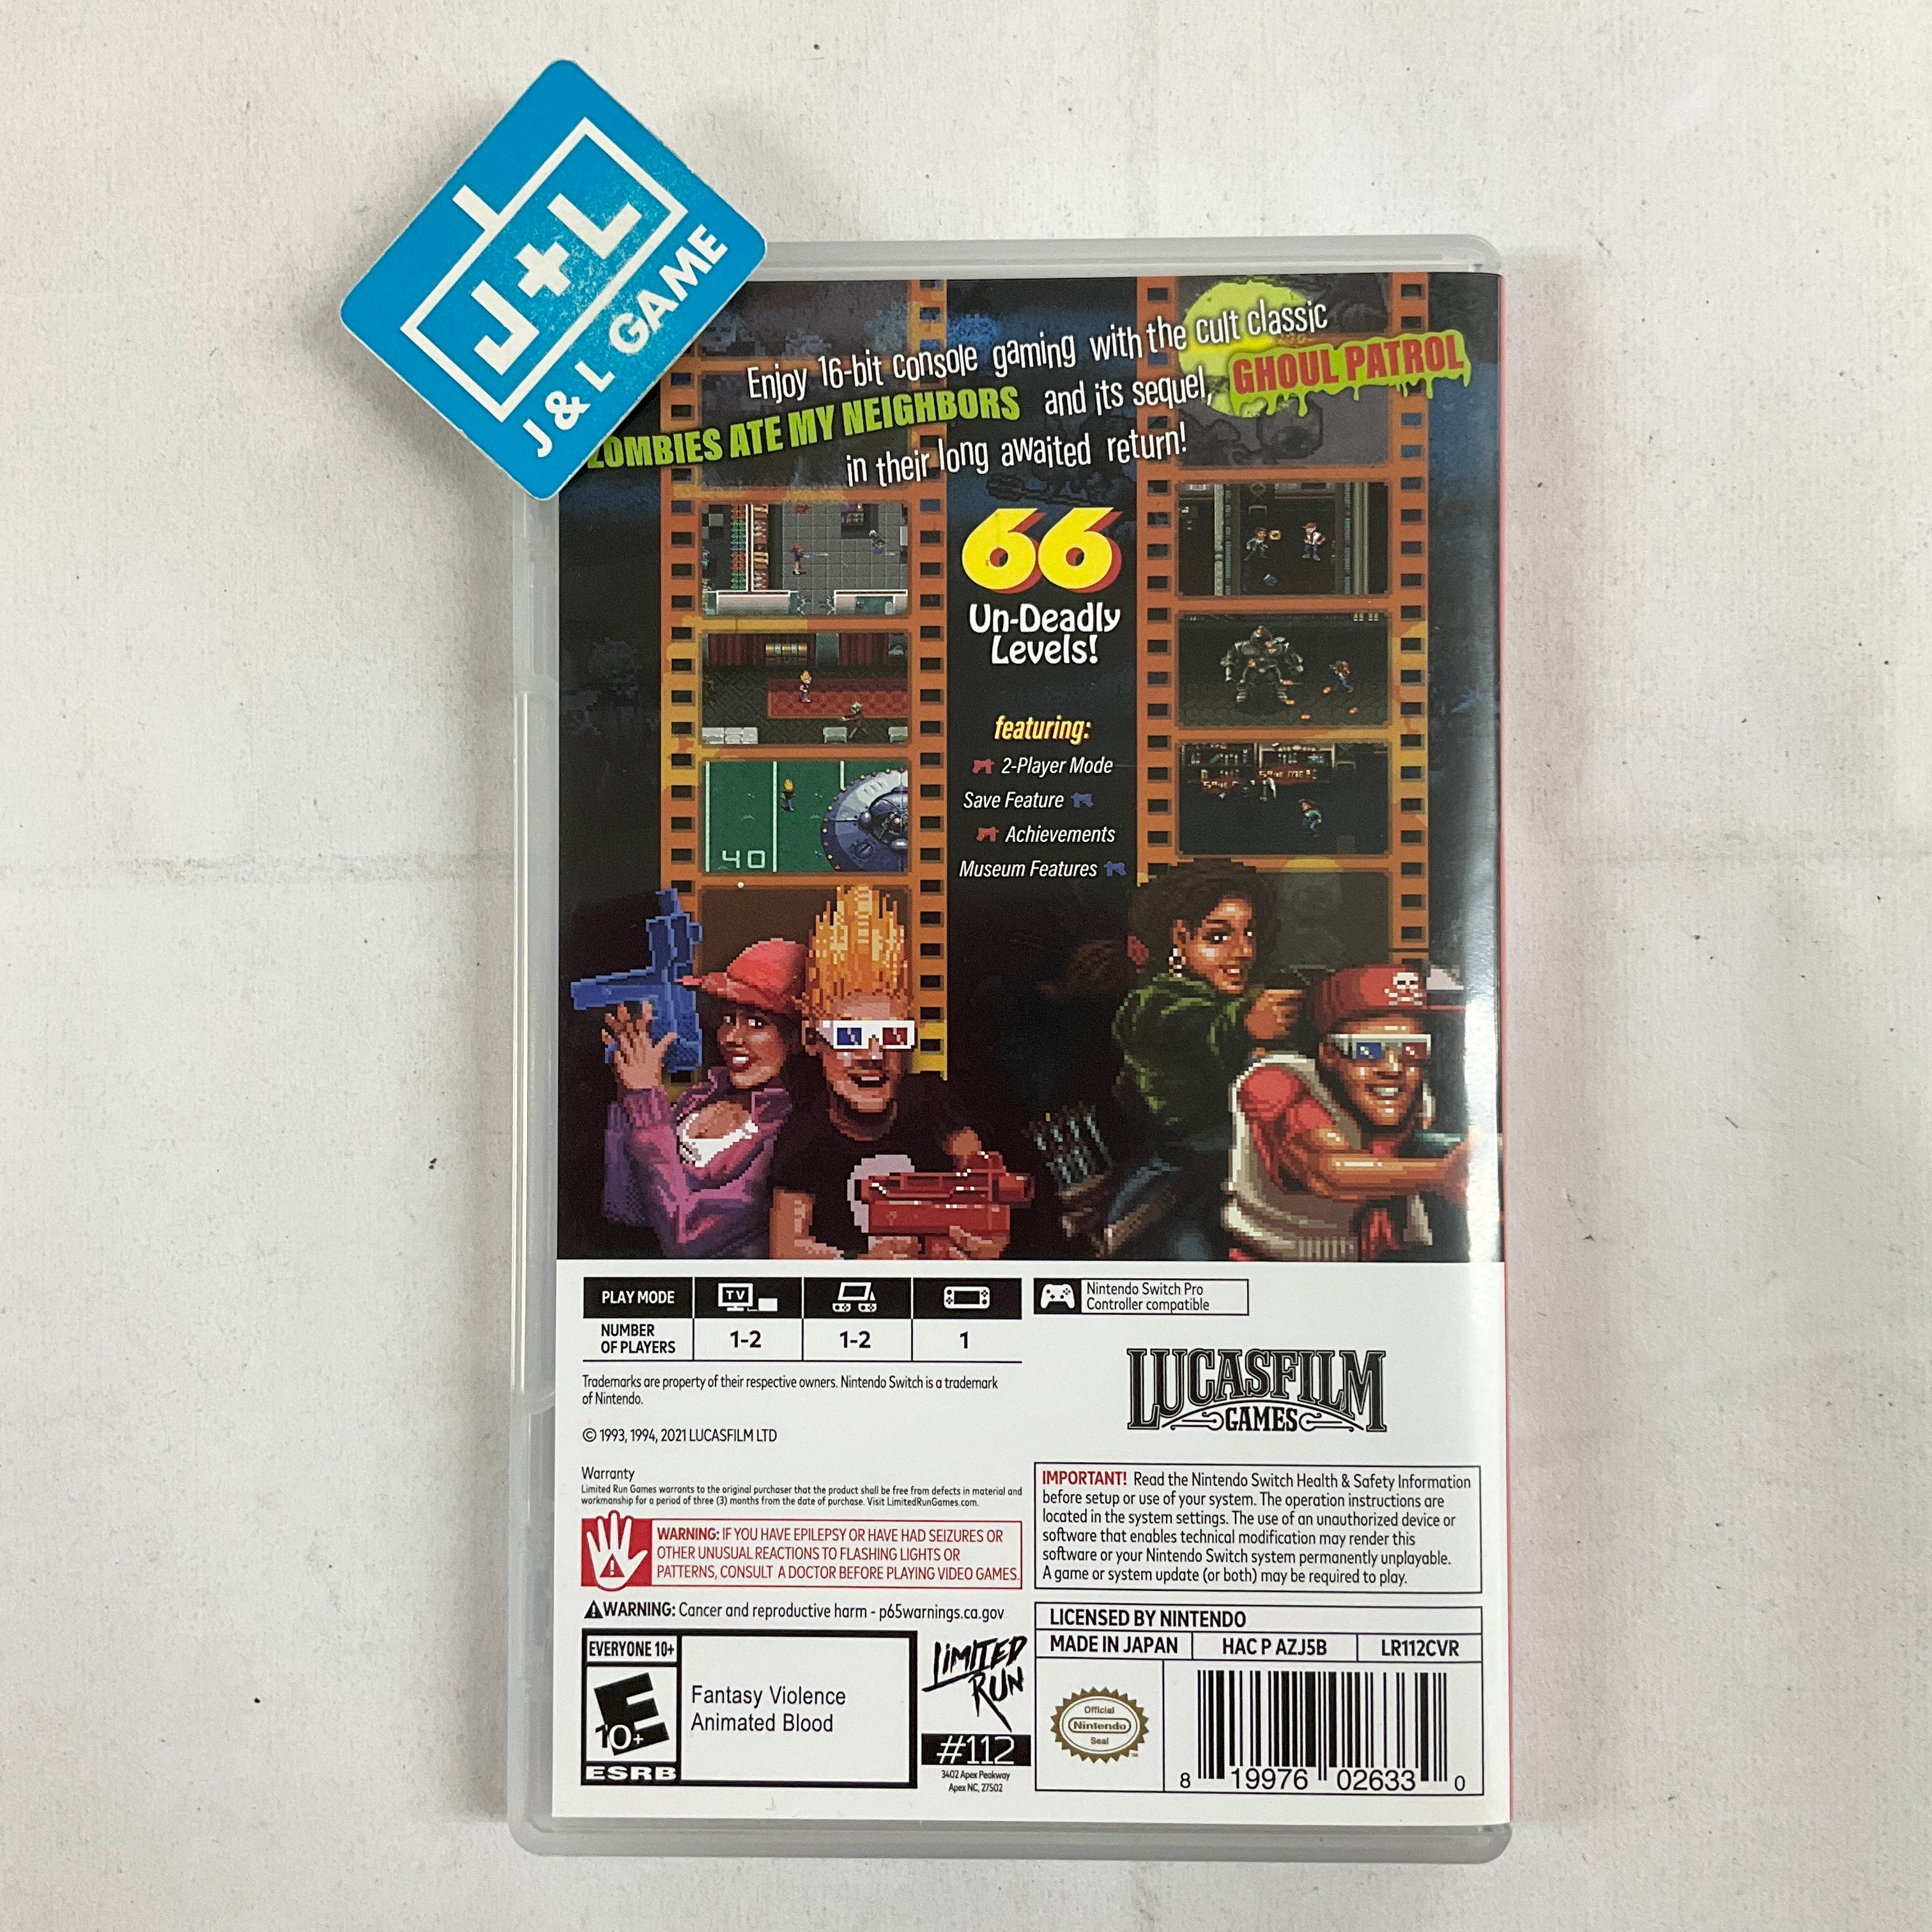 J+L
J & L GAME
Enjoy 16-bit console gaming with the cult classic
ZOMBIES ATE MY NEIGHBORS and its sequel, GHOUL PATROL
in their long awaited return!
66
Un-Deadly
Levels!
featuring:
2-Player Mode
Save Feature
Achievements
Museum Features
40
SAVE ME!
PLAY MODE
TV
NUMBER
OF PLAYERS
1-2
1-2
1
Nintendo Switch Pro
Controller compatible
Trademarks are property of their respective owners. Nintendo Switch is a trademark
of Nintendo.
© 1993, 1994, 2021 LUCASFILM LTD
LUCASFILM
GAMES
Warranty
Limited Run Games warrants to the original purchaser that the product shall be free from defects in material and
workmanship for a period of three (3) months from the date of purchase. Visit LimitedRunGames.com.
WARNING: IF YOU HAVE EPILEPSY OR HAVE HAD SEIZURES OR
OTHER UNUSUAL REACTIONS TO FLASHING LIGHTS OR
PATTERNS, CONSULT A DOCTOR BEFORE PLAYING VIDEO GAMES.
WARNING: Cancer and reproductive harm - p65warnings.ca.gov
IMPORTANT! Read the Nintendo Switch Health & Safety Information
before setup or use of your system. The operation instructions are
located in the system settings. The use of an unauthorized device or
software that enables technical modification may render this
software or your Nintendo Switch system permanently unplayable.
A game or system update (or both) may be required to play.
EVERYONE 10+
E
10+
ESRB
Fantasy Violence
Animated Blood
LIMITED
RUN
#112
3402 Apex Peakway
Apex NC, 27502
LICENSED BY NINTENDO
MADE IN JAPAN HAC P AZJ5B LR112CVR
Official
Nintendo
Seal
TM
8 19976 02633 0